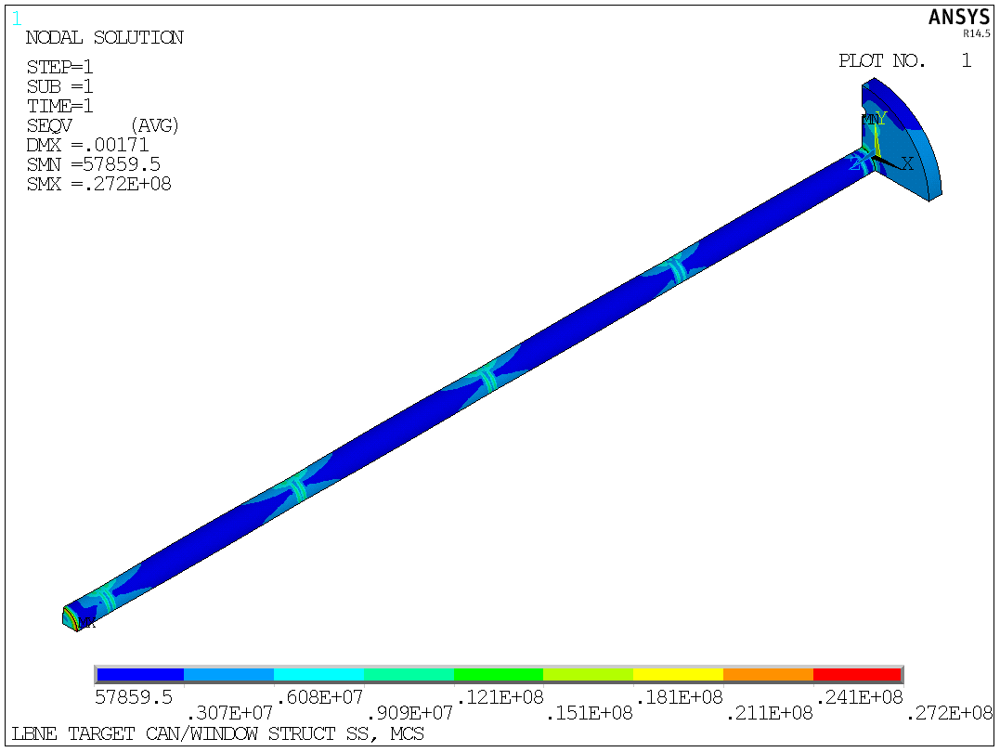 1
ANSYS
R14.5
NODAL SOLUTION
PLOT NO. 1
STEP=1
SUB =1
TIME=1
SEQV (AVG)
DMX =.00171
SMN =57859.5
SMX =.272E+08
MN
Y
Z
X
MX
57859.5
.307E+07
.608E+07
.909E+07
.121E+08
.151E+08
.181E+08
.211E+08
.241E+08
.272E+08
LBNE TARGET CAN/WINDOW STRUCT SS, MCS